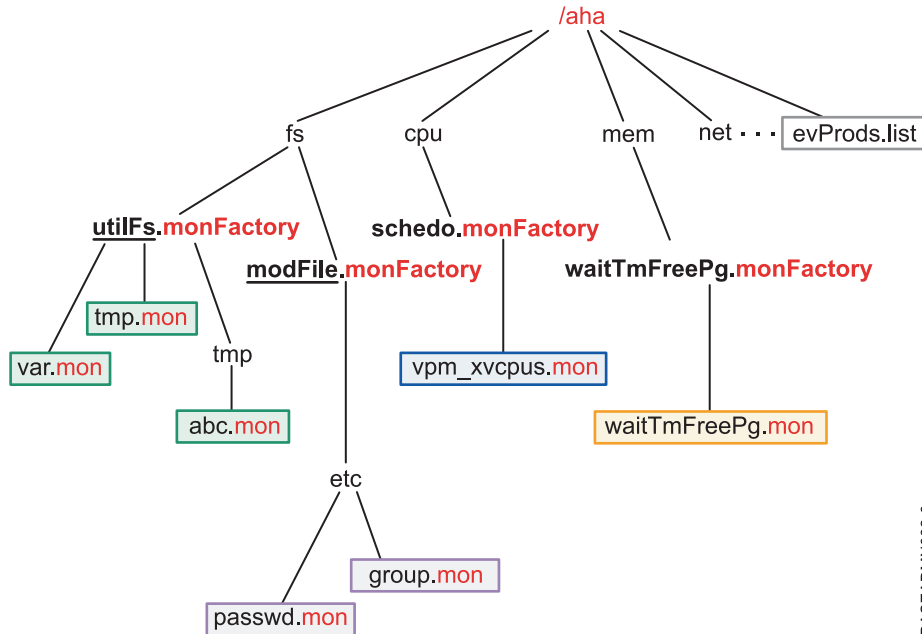 /aha
fs
cpu
mem
net ...
evProds.list
utilFs.monFactory
schedo.monFactory
modFile.monFactory
waitTmFreePg.monFactory
tmp.mon
var.mon
tmp
vpm_xvcpus.mon
abc.mon
waitTmFreePg.mon
etc
group.mon
passwd.mon